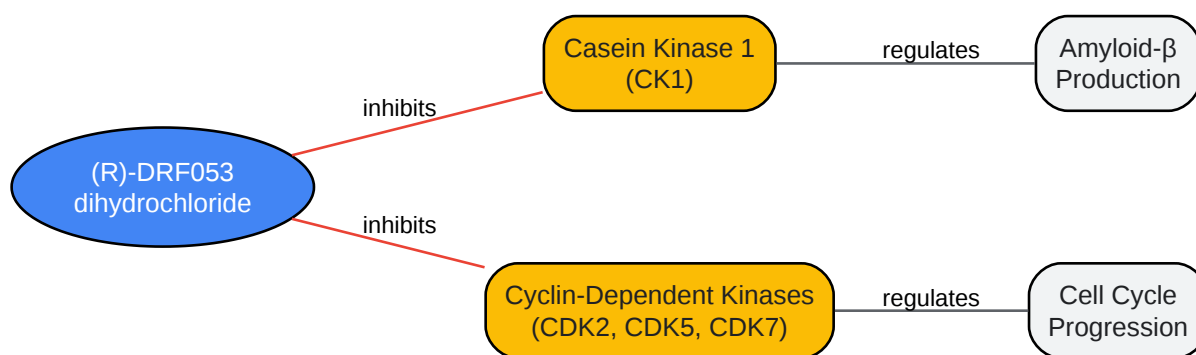 Casein Kinase 1
(CK1)
regulates
Amyloid-β
Production
inhibits
(R)-DRF053
dihydrochloride
inhibits
Cyclin-Dependent Kinases
(CDK2, CDK5, CDK7)
regulates
Cell Cycle
Progression